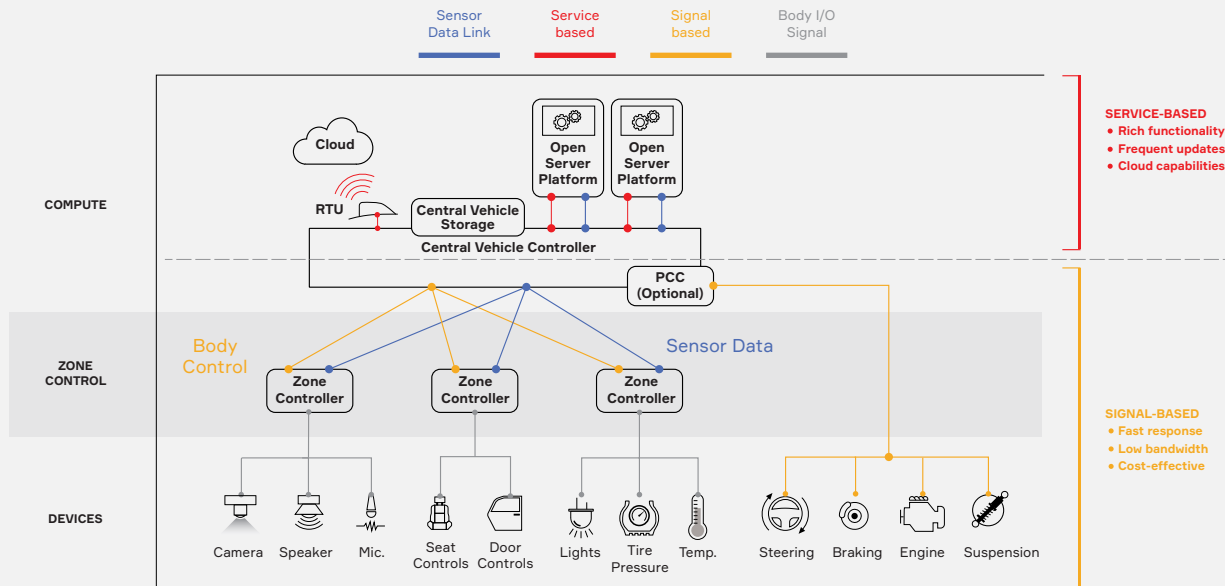 Sensor
Data Link
Service
based
Signal
based
Body I/O
Signal
SERVICE-BASED
• Rich functionality
• Frequent updates
• Cloud capabilities
COMPUTE
Cloud
RTU
Open
Server
Platform
Open
Server
Platform
Central Vehicle
Storage
Central Vehicle Controller
PCC
(Optional)
ZONE
CONTROL
Body
Control
Sensor Data
Zone
Controller
Zone
Controller
Zone
Controller
SIGNAL-BASED
• Fast response
• Low bandwidth
• Cost-effective
DEVICES
Camera
Speaker
Mic.
Seat
Controls
Door
Controls
Lights
Tire
Pressure
Temp.
Steering
Braking
Engine
Suspension